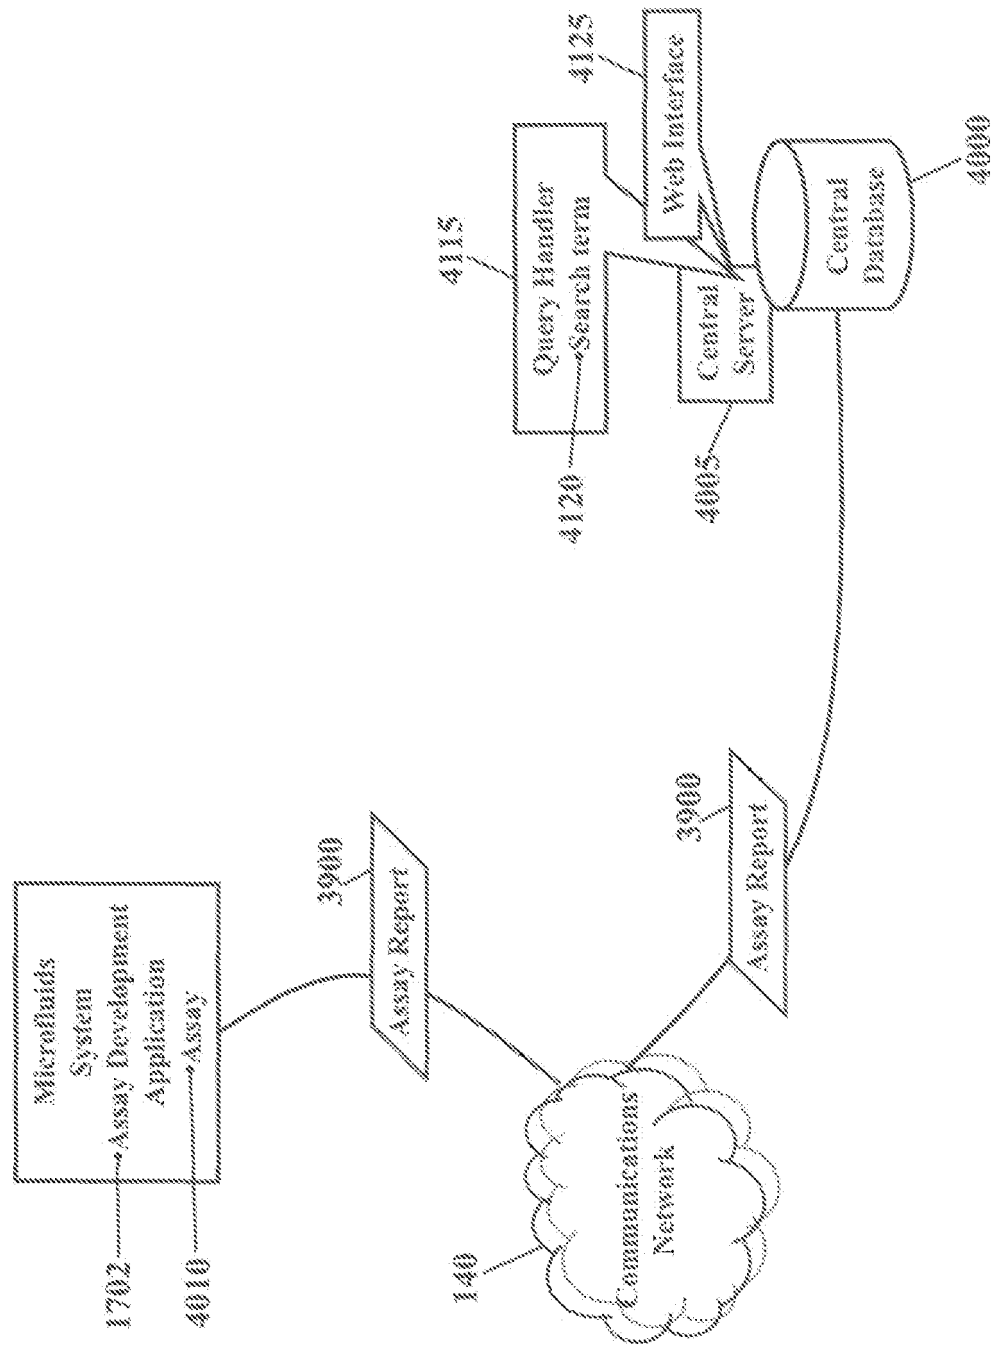 Microfluids
System
1702
•Assay Development
Application
4010
•Assay
3900
Assay Report
140
Communications
Network
3900
Assay Report
4115
Query Handler
4120
•Search term
4125
Web Interface
4005
Central
Server
Central
Database
4000